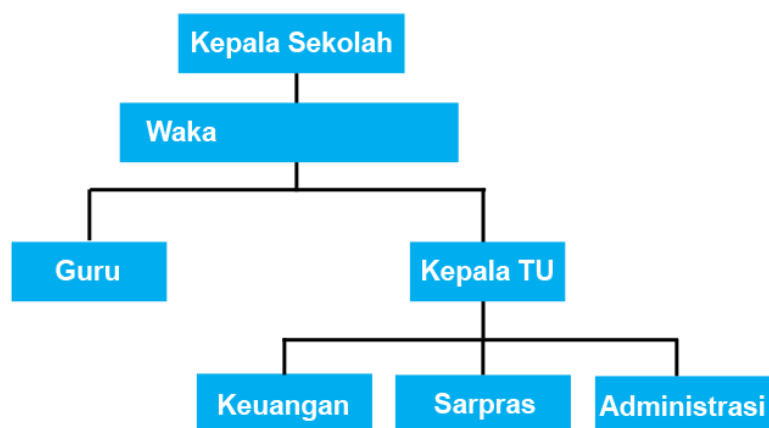 Kepala Sekolah
Waka
Guru
Kepala TU
Keuangan
Sarpras
Administrasi